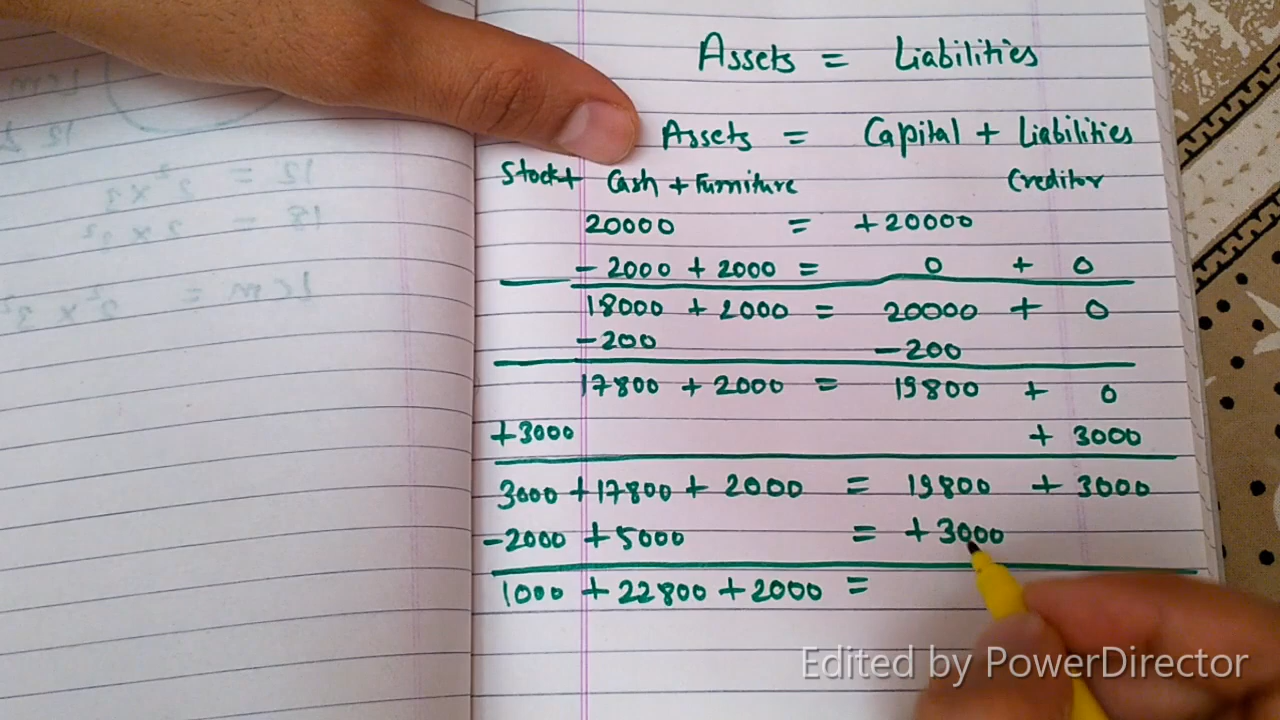 Assets = Liabilities
Assets = Capital + Liabilities
Stock + Cash + Furniture Creditor
20000 = +20000
- 2000 + 2000 = 0 + 0
18000 + 2000 = 20000 + 0
-200 -200
17800 + 2000 = 19800 + 0
+3000 + 3000
3000 + 17800 + 2000 = 19800 + 3000
-2000 + 5000 = +3000
1000 + 22800 + 2000 =
Edited by PowerDirector